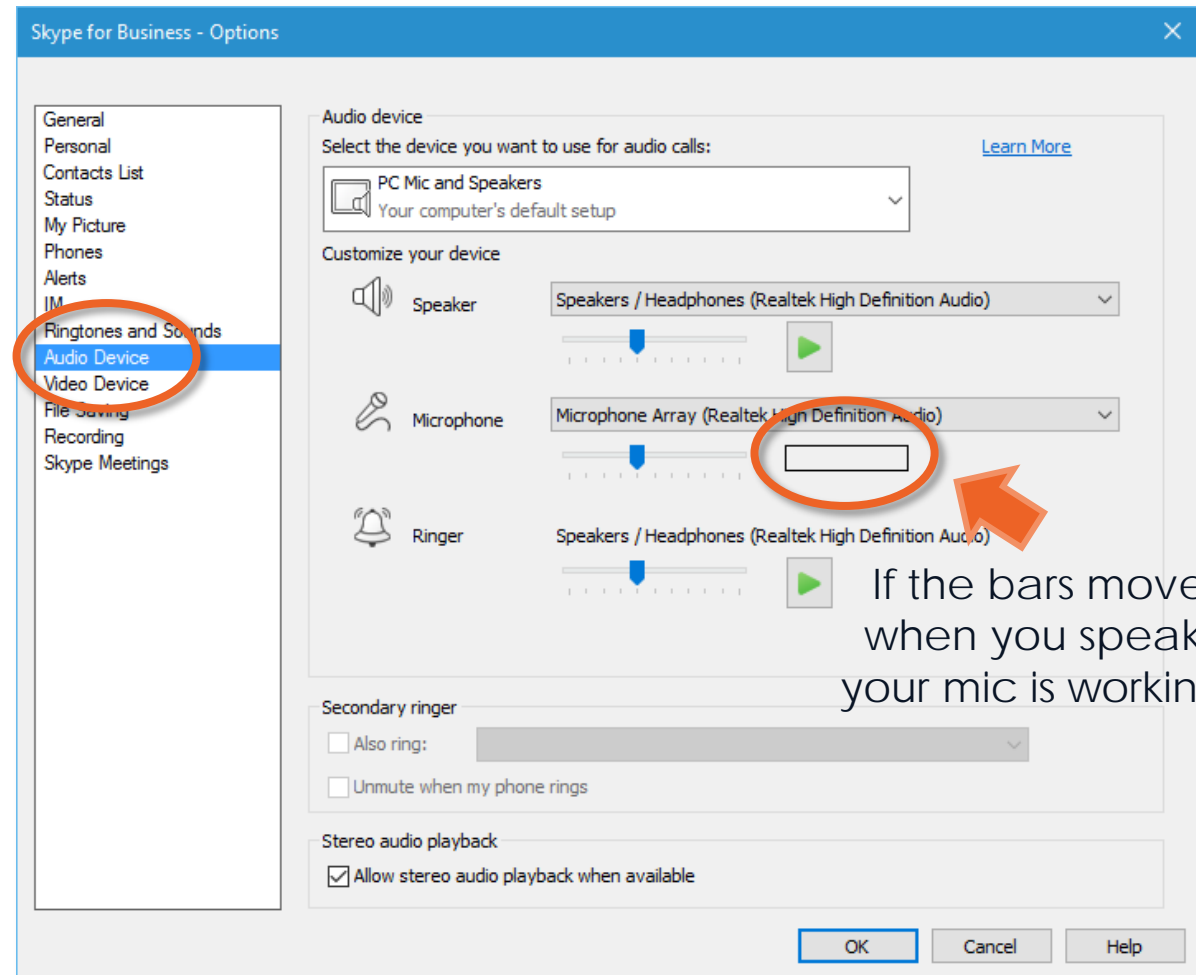 Skype for Business - Options
General
Personal
Contacts List
Status
My Picture
Phones
Alerts
IM
Ringtones and Sounds
Audio Device
Video Device
File Saving
Recording
Skype Meetings
Audio device
Select the device you want to use for audio calls:
Learn More
PC Mic and Speakers
Your computer's default setup
Customize your device
Speaker
Speakers / Headphones (Realtek High Definition Audio)
Microphone
Microphone Array (Realtek High Definition Audio)
Ringer
Speakers / Headphones (Realtek High Definition Audio)
If the bars move
when you speak
your mic is workin
Secondary ringer
Also ring:
Unmute when my phone rings
Stereo audio playback
Allow stereo audio playback when available
OK
Cancel
Help